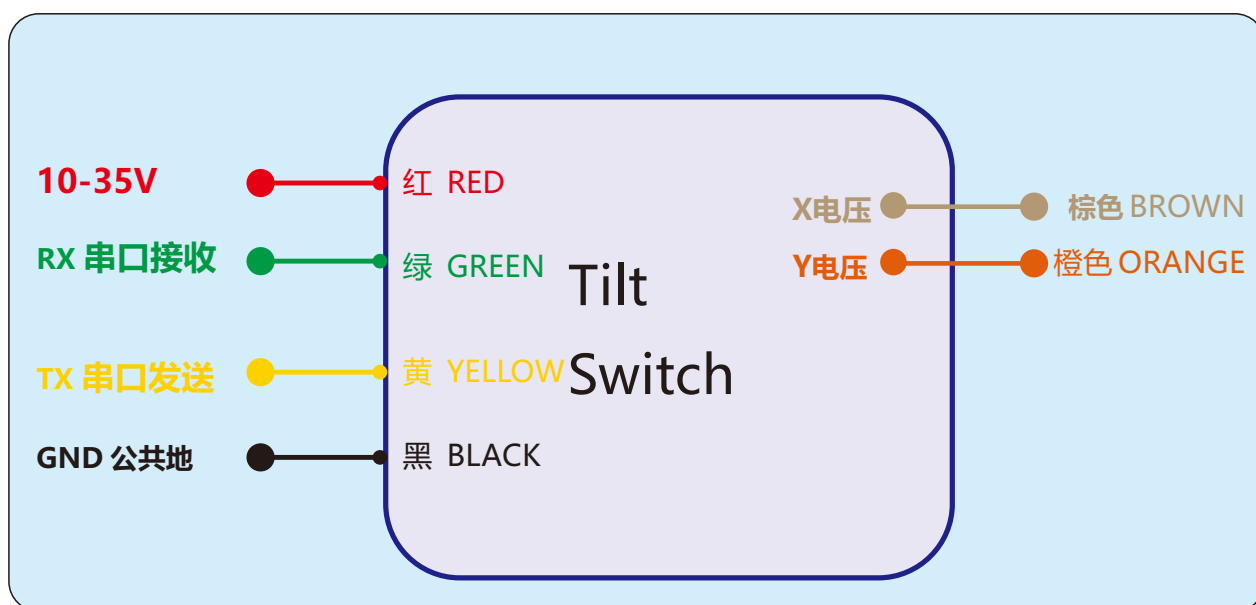 10-35V
红 RED
RX 串口接收
绿 GREEN
TX 串口发送
黄 YELLOW
GND 公共地
黑 BLACK
Tilt
Switch
X电压
棕色 BROWN
Y电压
橙色 ORANGE